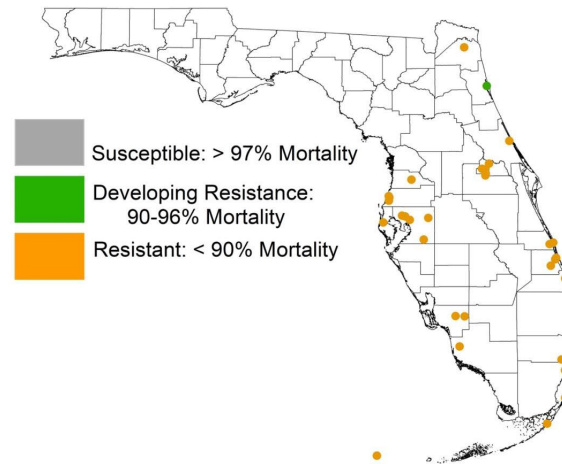 Susceptible: > 97% Mortality
Developing Resistance:
90-96% Mortality
Resistant: < 90% Mortality